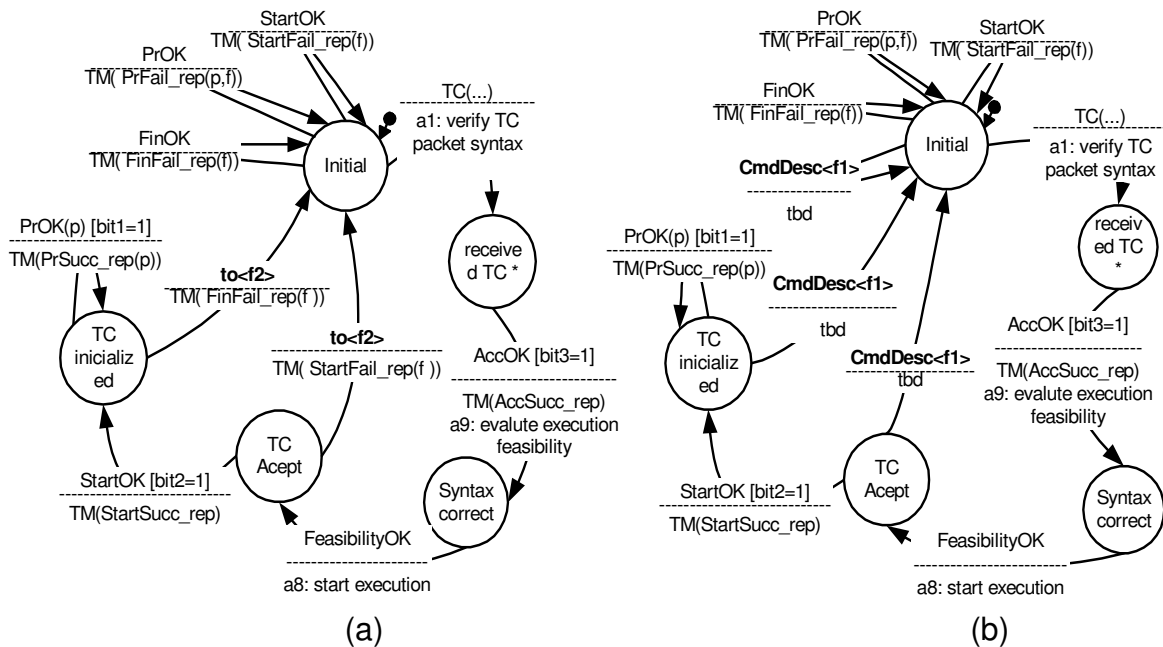 StartOK
TM( StartFail_rep(f))
PrOK
TM( PrFail_rep(p,f))
TC(...)
a1: verify TC
packet syntax
FinOK
TM( FinFail_rep(f))
Initial
PrOK(p) [bit1=1]
TM(PrSucc_rep(p))
receive
d TC *
to<f2>
TM( FinFail_rep(f ))
TC
inicializ
ed
to<f2>
TM( StartFail_rep(f ))
AccOK [bit3=1]
TM(AccSucc_rep)
a9: evalute execution
feasibility
TC
Acept
StartOK [bit2=1]
TM(StartSucc_rep)
Syntax
correct
FeasibilityOK
a8: start execution
(a)
PrOK
TM( PrFail_rep(p,f))
StartOK
TM( StartFail_rep(f))
FinOK
TM( FinFail_rep(f))
TC(...)
a1: verify TC
packet syntax
Initial
CmdDesc<f1>
tbd
PrOK(p) [bit1=1]
TM(PrSucc_rep(p))
receiv
ed TC
*
CmdDesc<f1>
tbd
TC
inicializ
ed
AccOK [bit3=1]
CmdDesc<f1>
tbd
TM(AccSucc_rep)
a9: evalute execution
feasibility
TC
Acept
StartOK [bit2=1]
TM(StartSucc_rep)
Syntax
correct
FeasibilityOK
a8: start execution
(b)